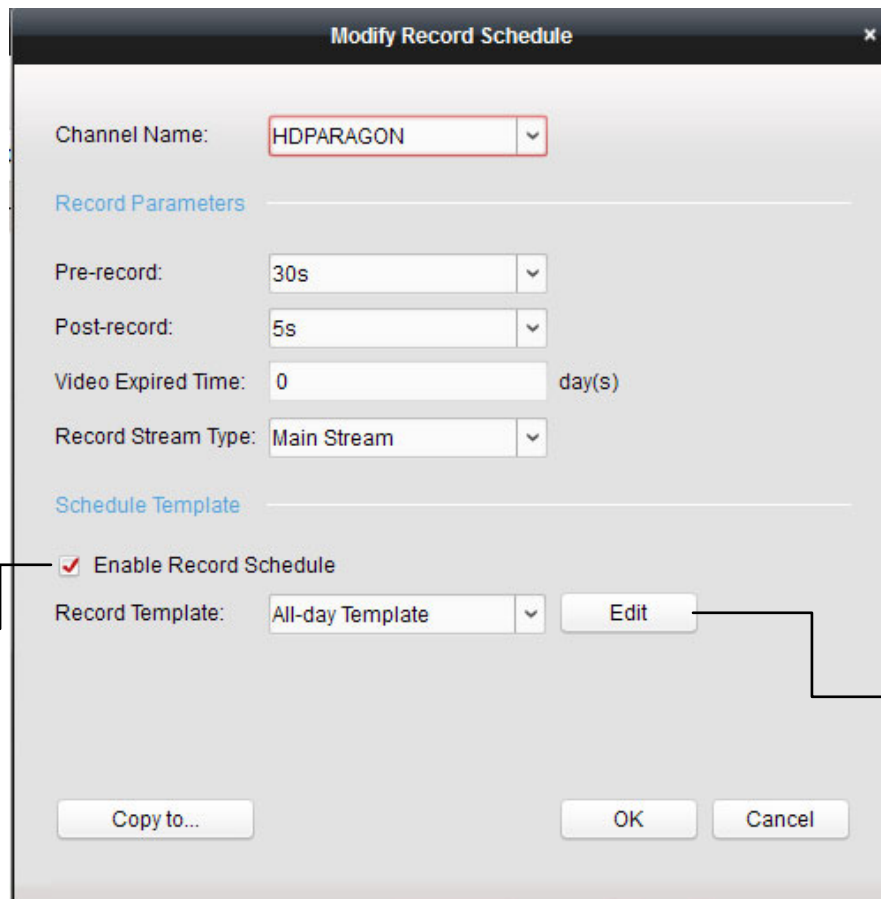 Modify Record Schedule
Channel Name: HDPARAGON
Record Parameters
Pre-record: 30s
Post-record: 5s
Video Expired Time: 0 day(s)
Record Stream Type: Main Stream
Schedule Template
Enable Record Schedule
Record Template: All-day Template Edit
Copy to... OK Cancel